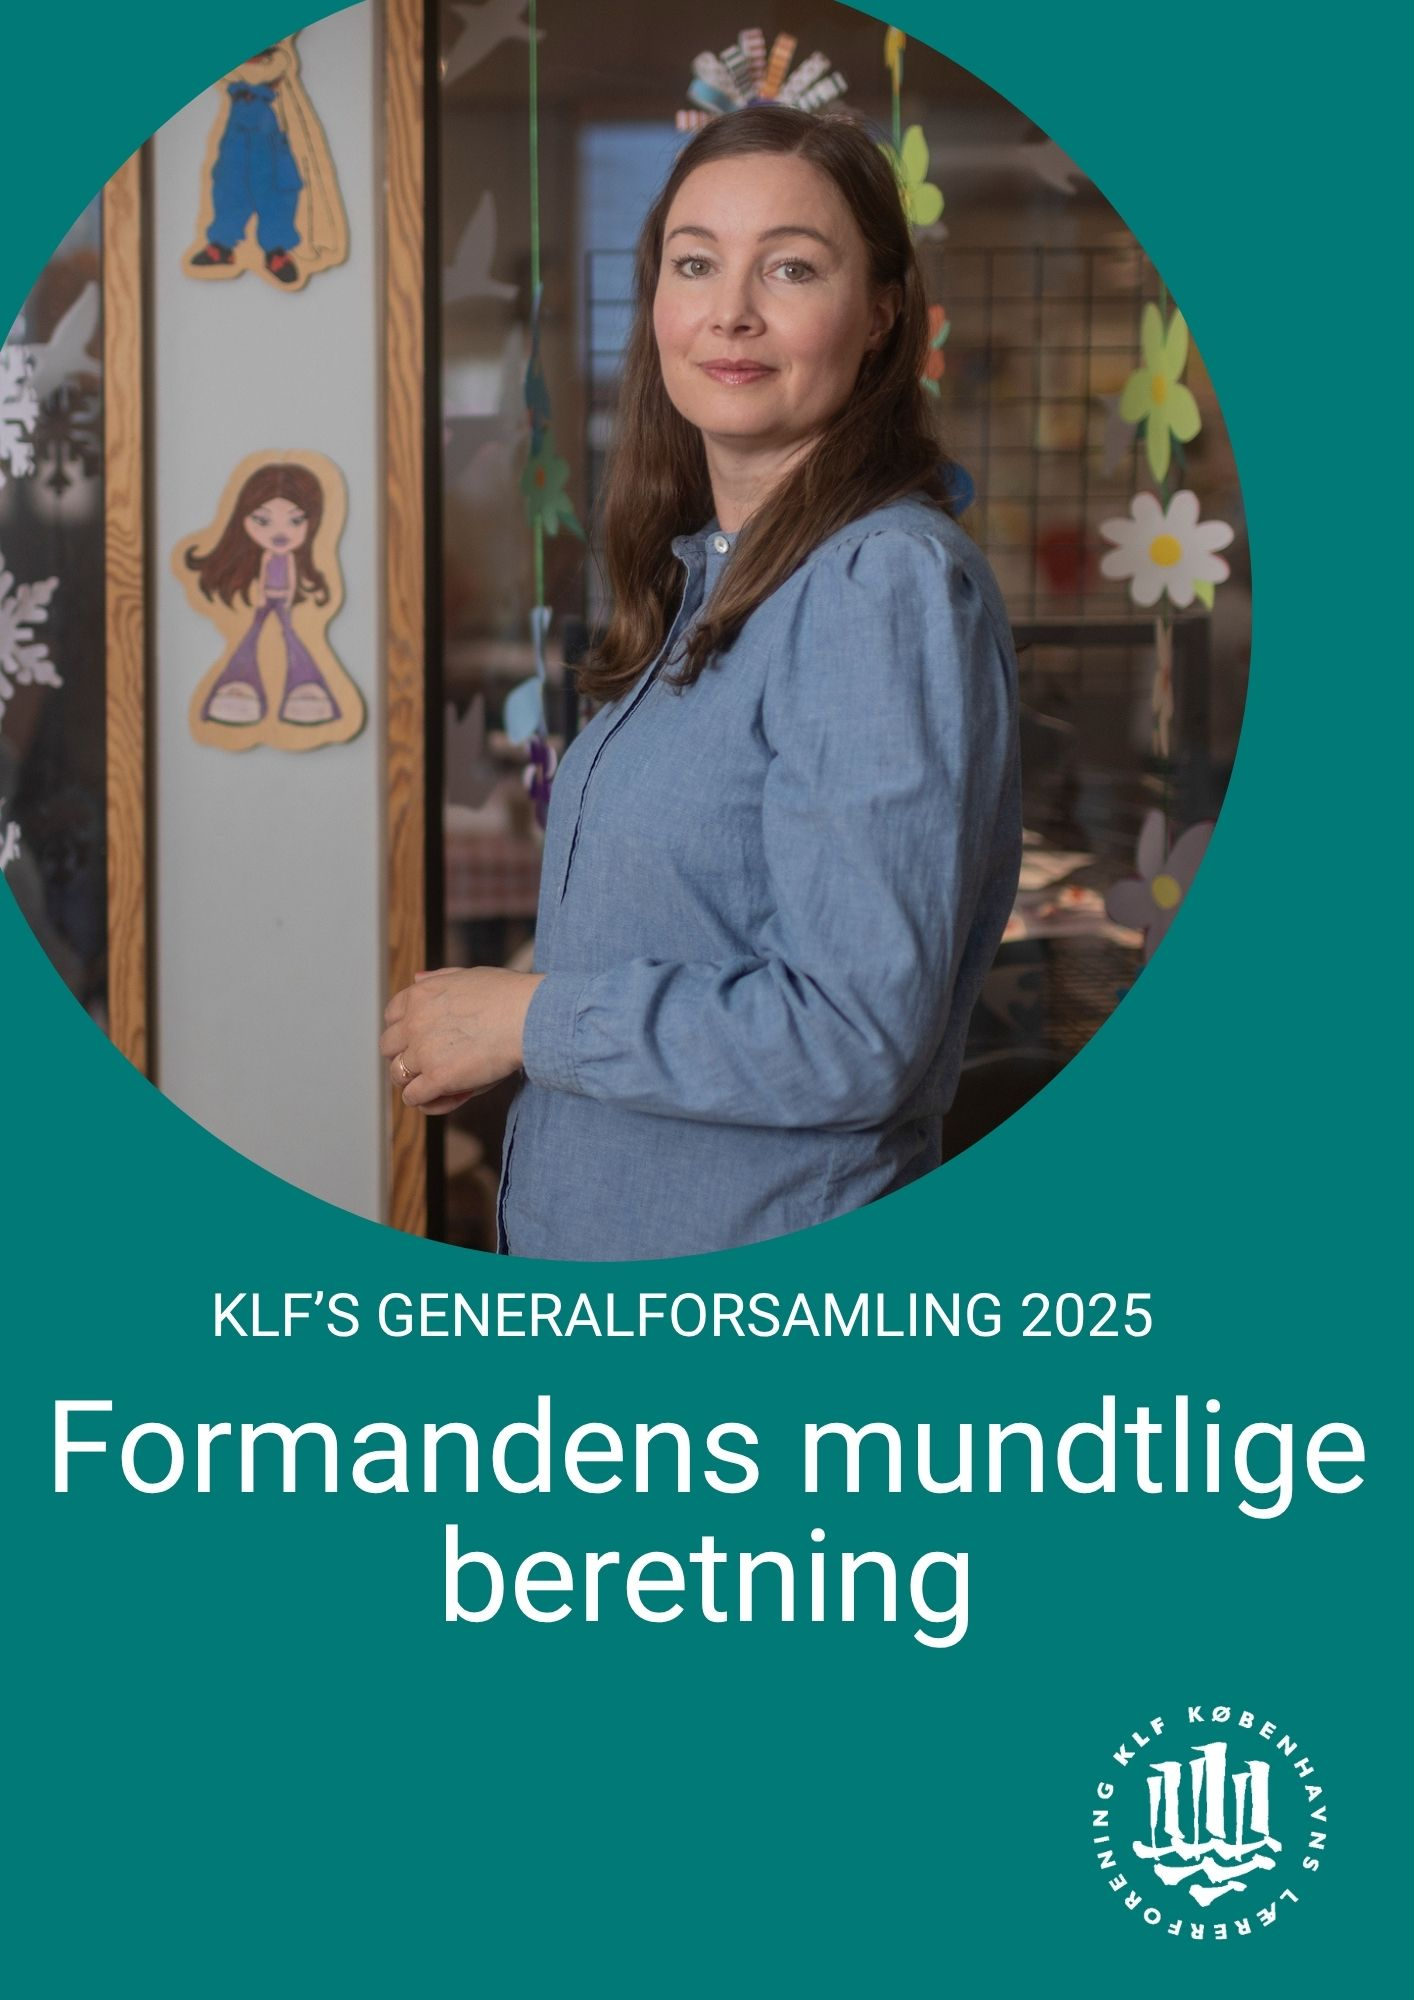 KLF’S GENERALFORSAMLING 2025
Formandens mundtlige
beretning
KLF KØBENHAVNS LÆRERFORENING